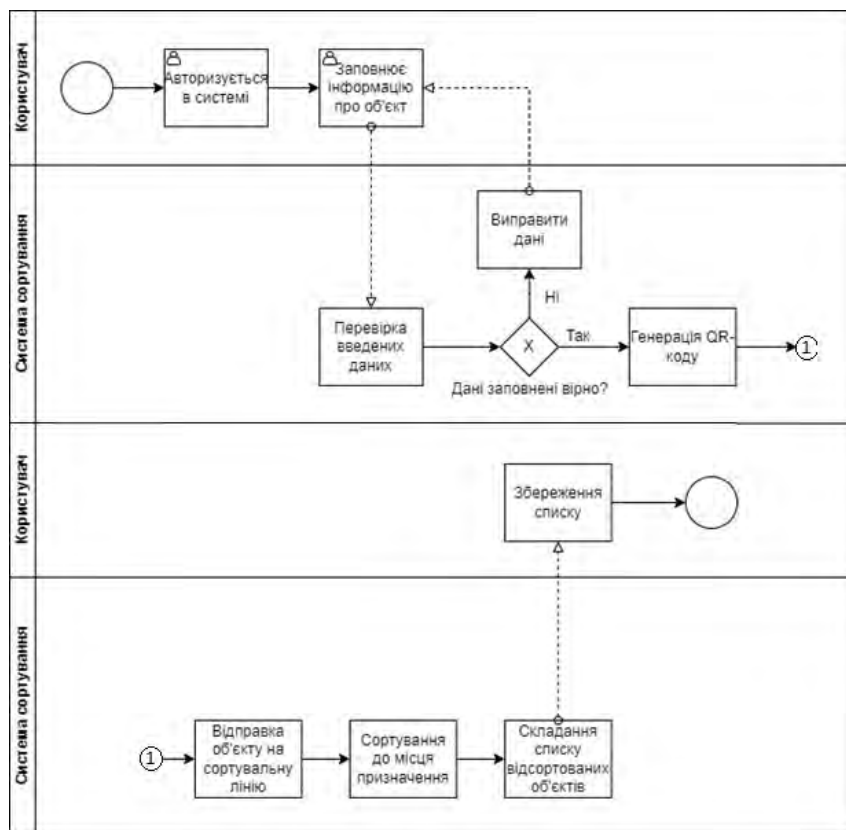 Користувач
Авторизується
в системі
Заповнює
інформацію
про об'єкт
Система сортування
Виправити
дані
Ні
Перевірка
введених
даних
X
Так
Дані заповнені вірно?
Генерація QR-
коду
1
Користувач
Збереження
списку
Система сортування
1
Відправка
об'єкту на
сортувальну
лінію
Сортування
до місця
призначення
Складання
списку
відсортованих
об'єктів